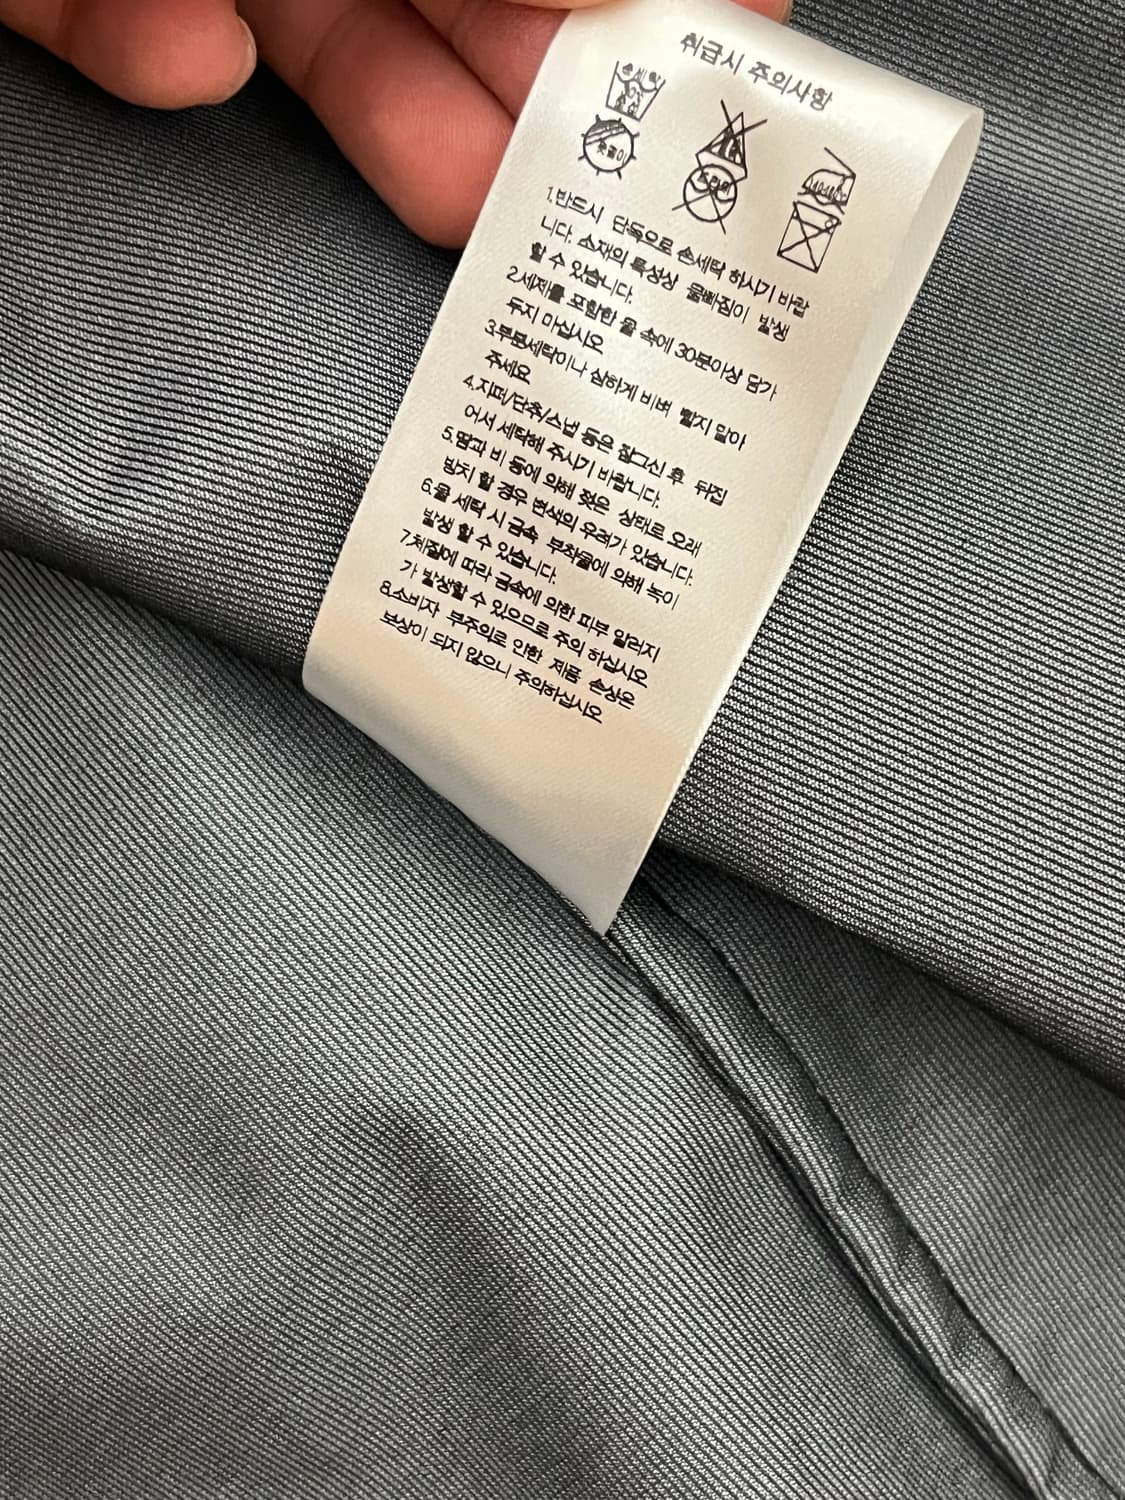 취급시 주의사항
손세탁
옷걸이
드라이
1.반드시 단독으로 손세탁 하시기 바랍
니다. 소재의 특성상 물빠짐이 발생
할 수 있습니다.
2.세제를 포함한 물 속에 30분이상 담가
두지 마십시오
3.부분세탁이나 심하게 비벼 빨지 말아
주세요
4.지퍼/단추/스냅 등은 잠그신 후 뒤집
어서 세탁해 주시기 바랍니다.
5.땀과 비 등에 의해 젖은 상태로 오래
방치 할 경우 변색의 우려가 있습니다.
6.물 세탁 시 금속 부착물에 의해 녹이
발생 할 수 있습니다.
7.체질에 따라 금속에 의한 피부 알러지
가 발생할 수 있으므로 주의 하십시오
8.소비자 부주의로 인한 제품 손상은
보상이 되지 않으니 주의하십시오